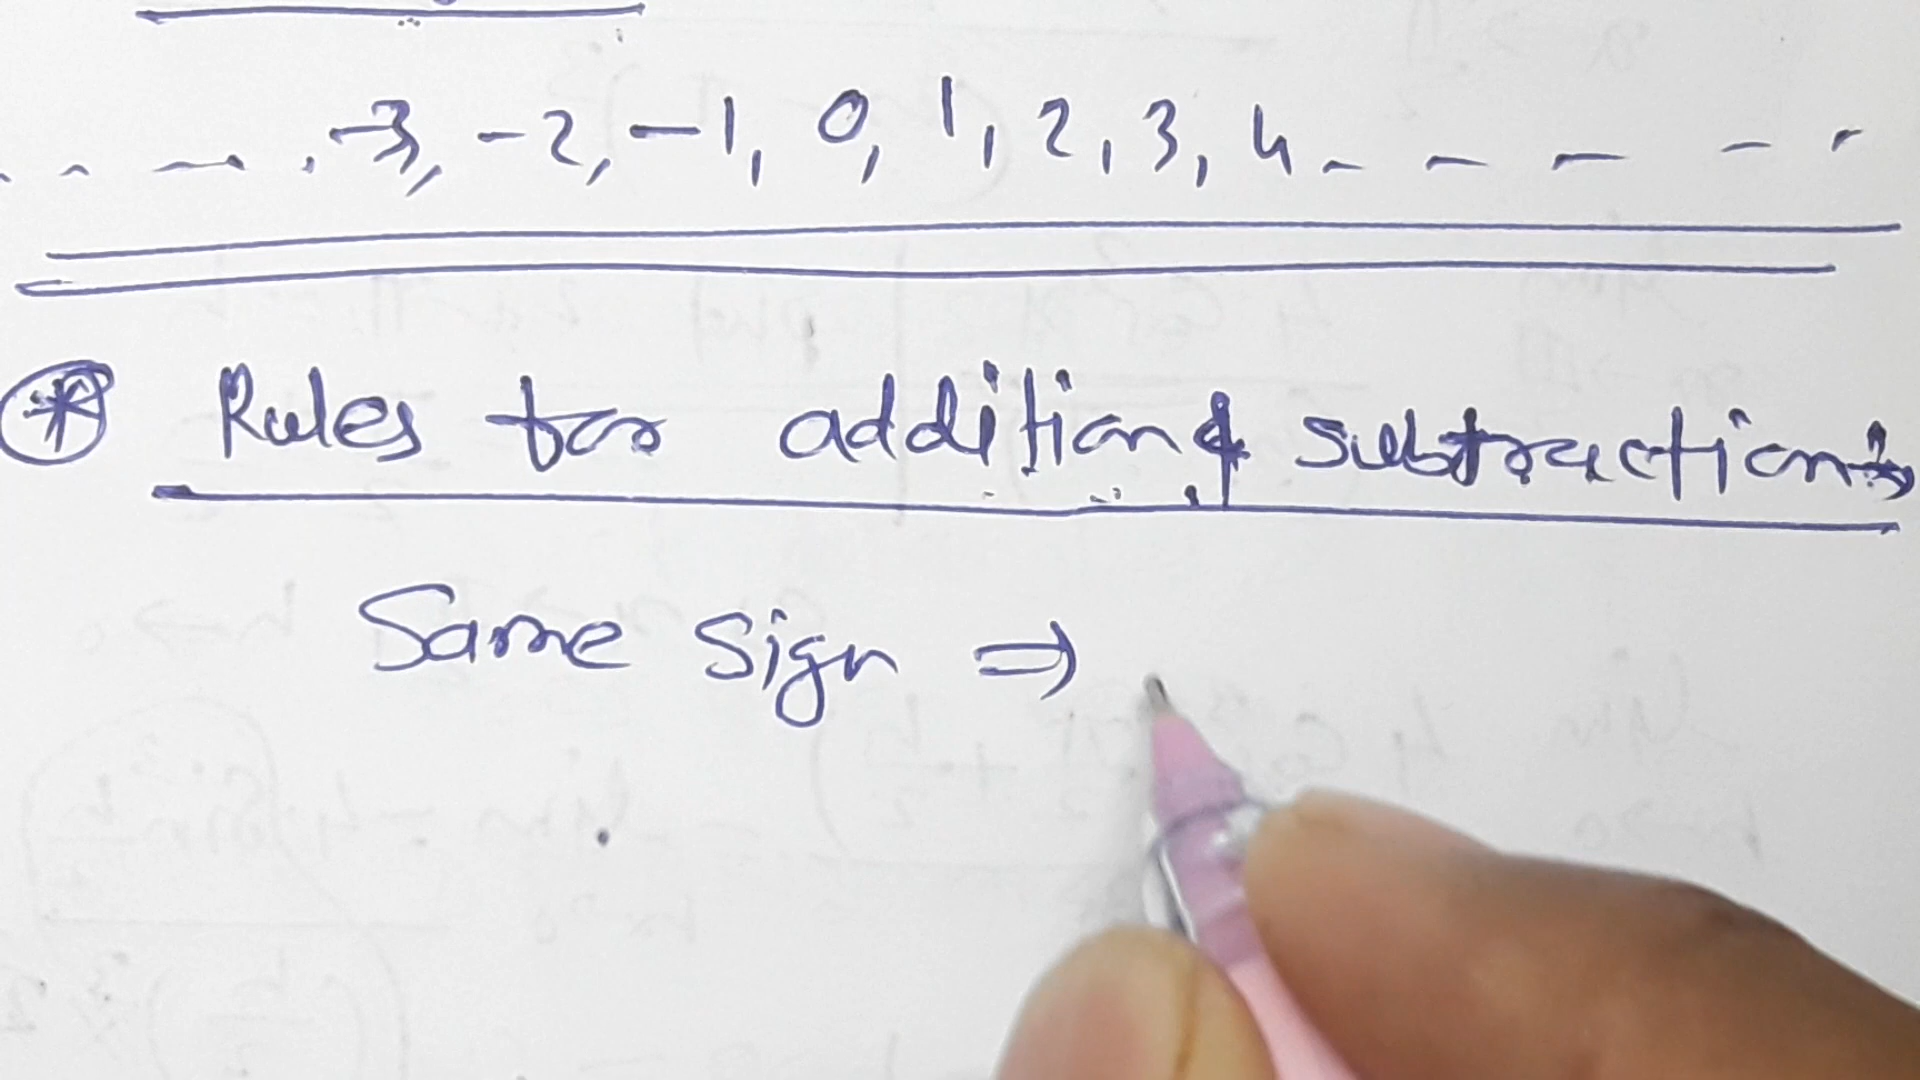 . . — . -3, -2, -1, 0, 1, 2, 3, 4 - - - - -
* Rules for addition & subtraction:→
Same sign ⇒